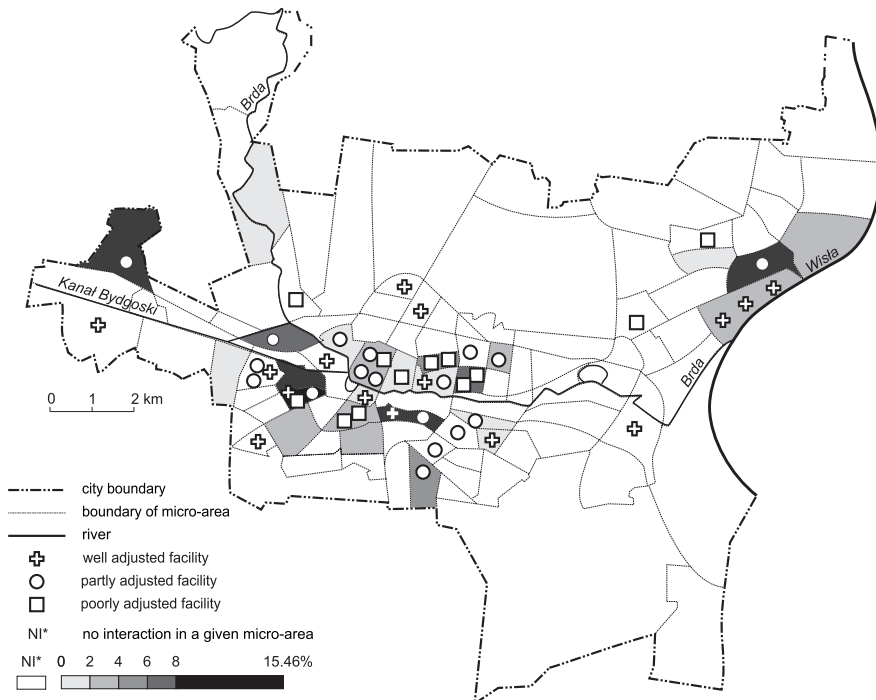 Brda
Wisła
Kanał Bydgoski
Brda
0 1 2 km
city boundary
boundary of micro-area
river
well adjusted facility
partly adjusted facility
poorly adjusted facility
NI* no interaction in a given micro-area
NI* 0 2 4 6 8 15.46%